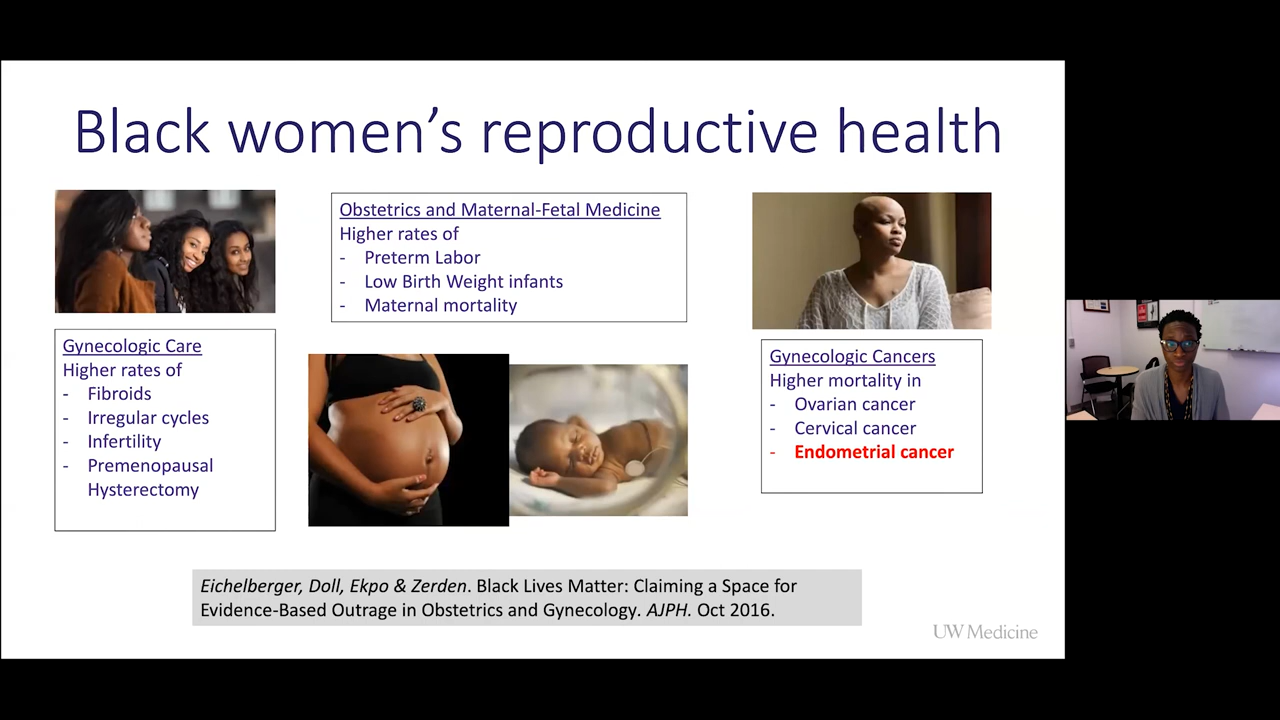 Black women's reproductive health
Obstetrics and Maternal-Fetal Medicine
Higher rates of
- Preterm Labor
- Low Birth Weight infants
- Maternal mortality
Gynecologic Care
Higher rates of
- Fibroids
- Irregular cycles
- Infertility
- Premenopausal
Hysterectomy
Gynecologic Cancers
Higher mortality in
- Ovarian cancer
- Cervical cancer
- Endometrial cancer
Eichelberger, Doll, Ekpo & Zerden. Black Lives Matter: Claiming a Space for
Evidence-Based Outrage in Obstetrics and Gynecology. AJPH. Oct 2016.
UW Medicine